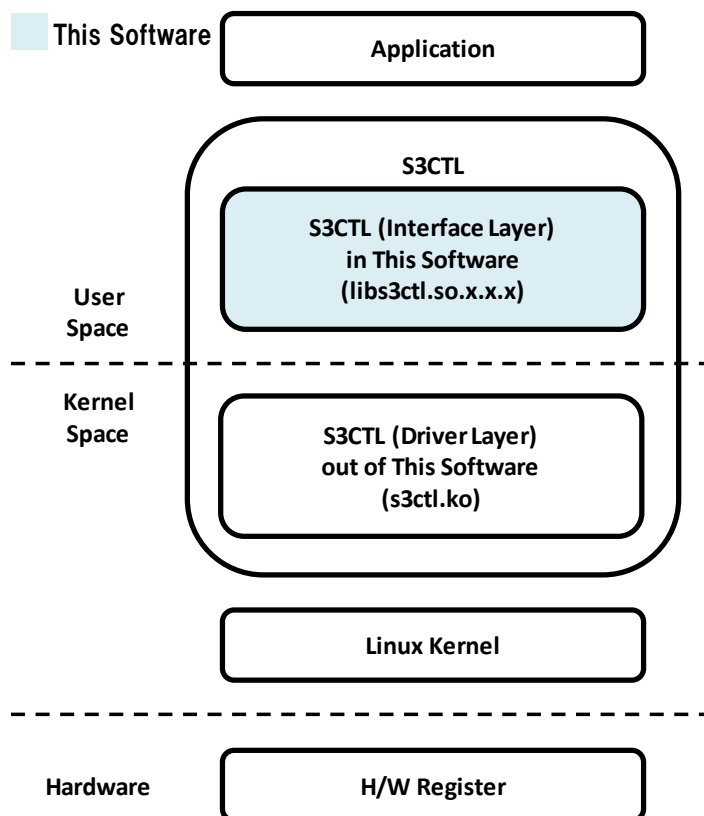 This Software
Application
S3CTL
S3CTL (Interface Layer)
in This Software
(libs3ctl.so.x.x.x)
User
Space
Kernel
Space
S3CTL (Driver Layer)
out of This Software
(s3ctl.ko)
Linux Kernel
Hardware
H/W Register